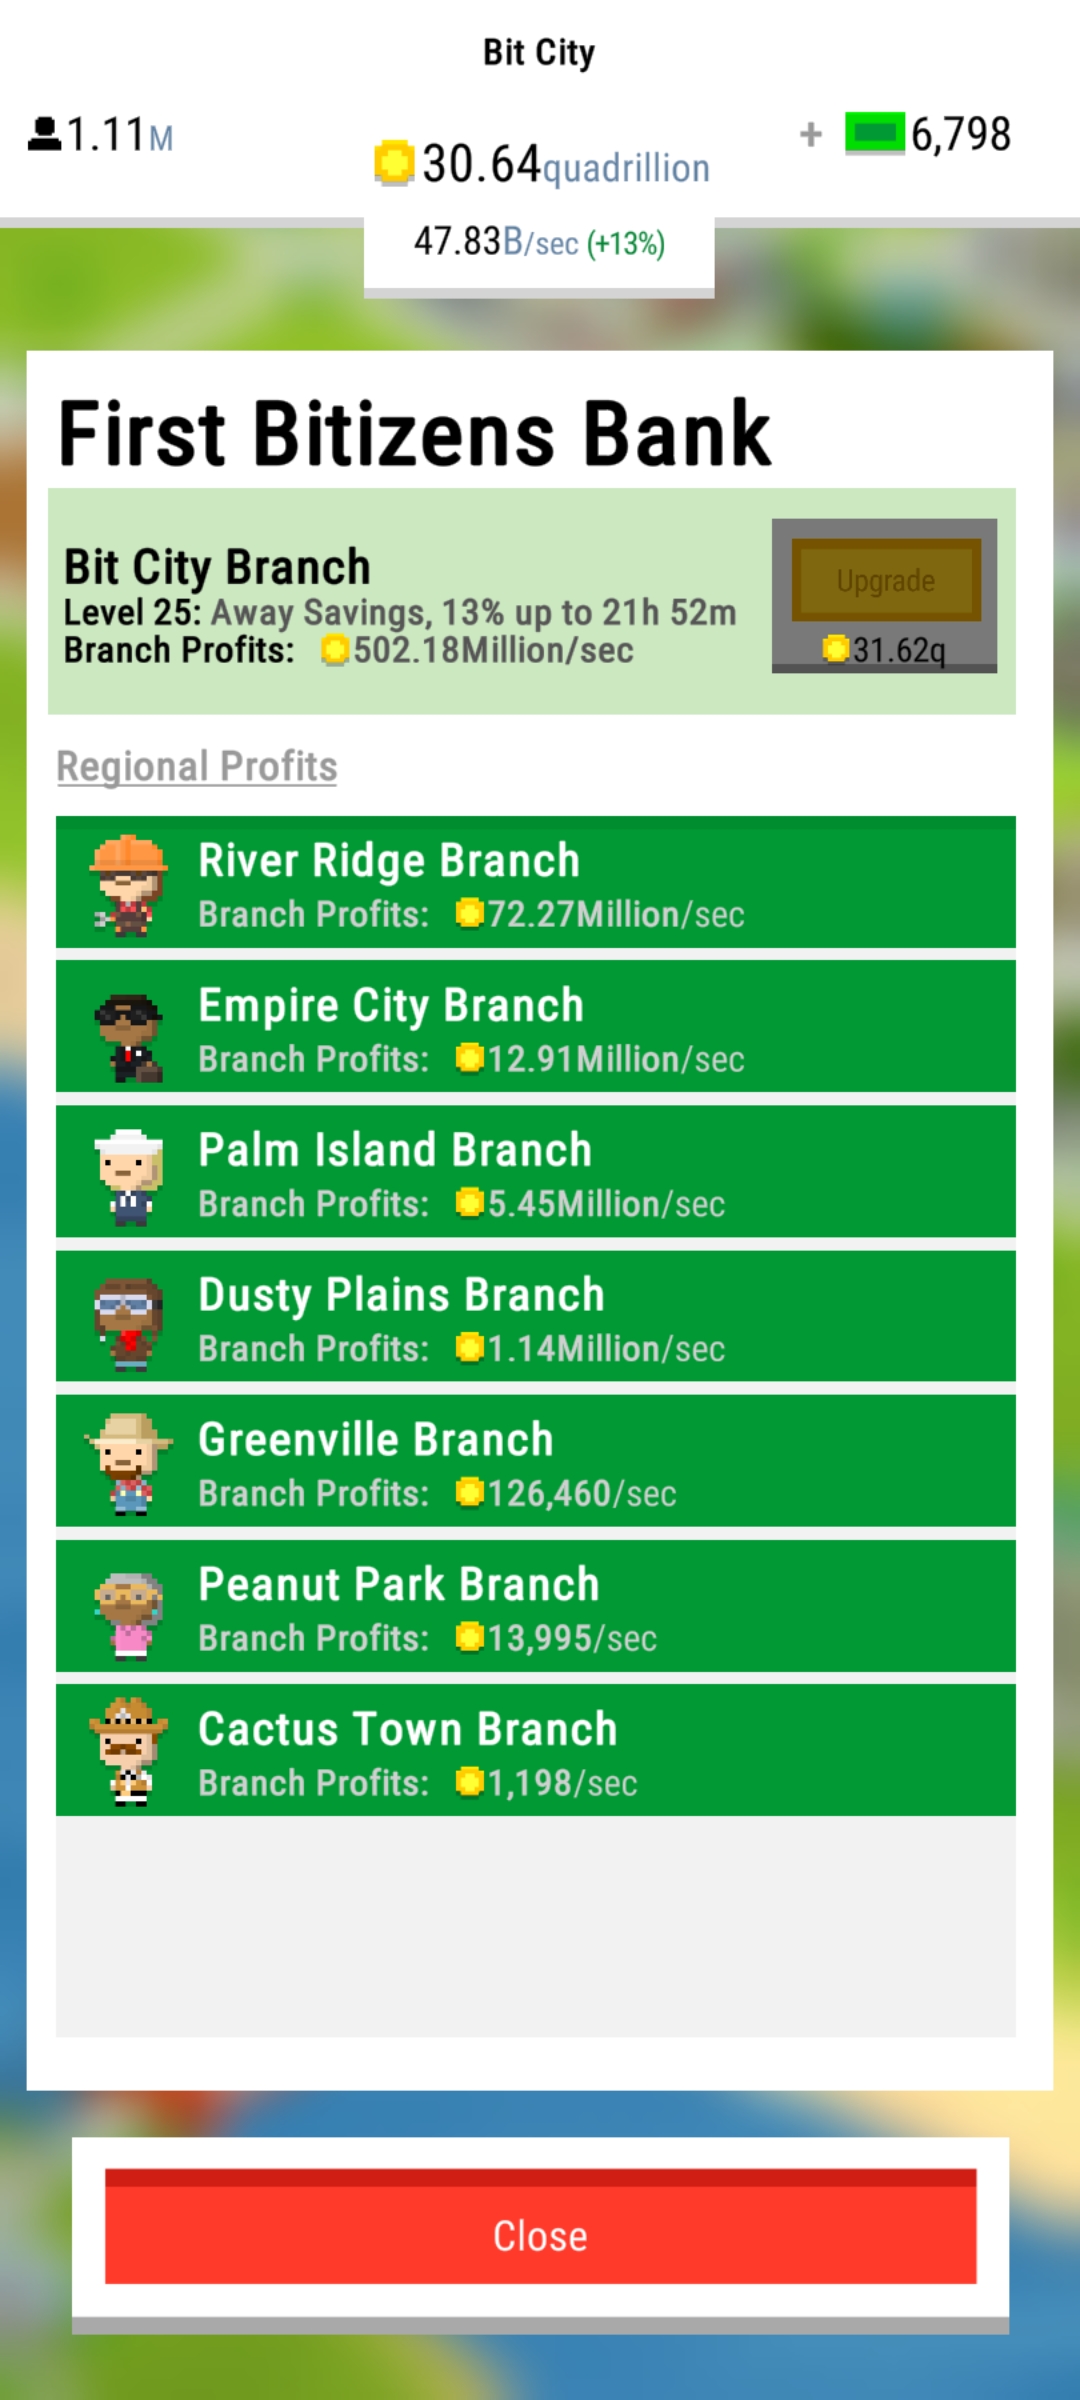 Bit City
1.11M
30.64quadrillion
+ 6,798
47.83B/sec (+13%)
First Bitizens Bank
Bit City Branch
Level 25: Away Savings, 13% up to 21h 52m
Branch Profits: 502.18Million/sec
Upgrade
31.62q
Regional Profits
River Ridge Branch
Branch Profits: 72.27Million/sec
Empire City Branch
Branch Profits: 12.91Million/sec
Palm Island Branch
Branch Profits: 5.45Million/sec
Dusty Plains Branch
Branch Profits: 1.14Million/sec
Greenville Branch
Branch Profits: 126,460/sec
Peanut Park Branch
Branch Profits: 13,995/sec
Cactus Town Branch
Branch Profits: 1,198/sec
Close